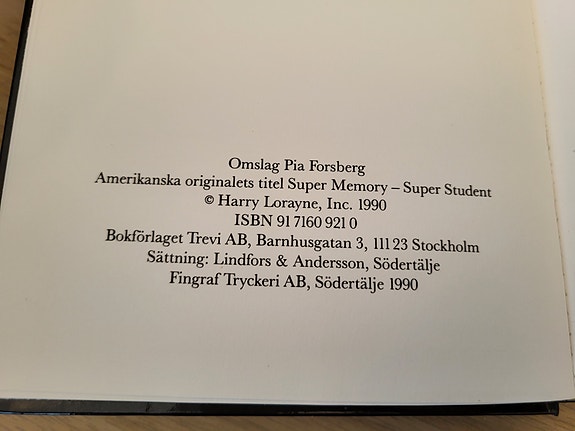 Omslag Pia Forsberg
Amerikanska originalets titel Super Memory – Super Student
© Harry Lorayne, Inc. 1990
ISBN 91 7160 921 0
Bokförlaget Trevi AB, Barnhusgatan 3, 111 23 Stockholm
Sättning: Lindfors & Andersson, Södertälje
Fingraf Tryckeri AB, Södertälje 1990